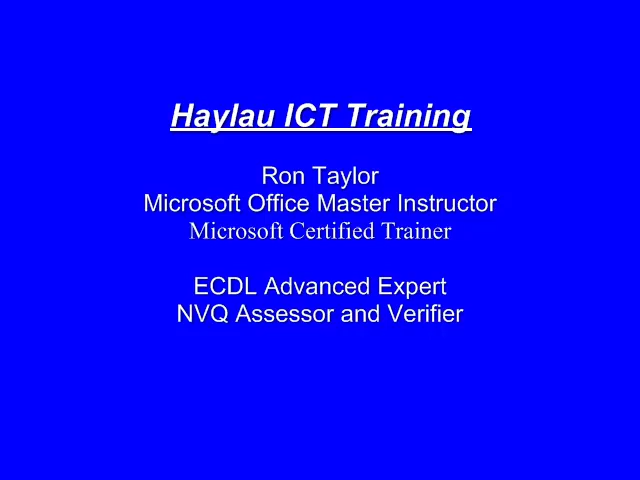 Haylau ICT Training
Ron Taylor
Microsoft Office Master Instructor
Microsoft Certified Trainer
ECDL Advanced Expert
NVQ Assessor and Verifier